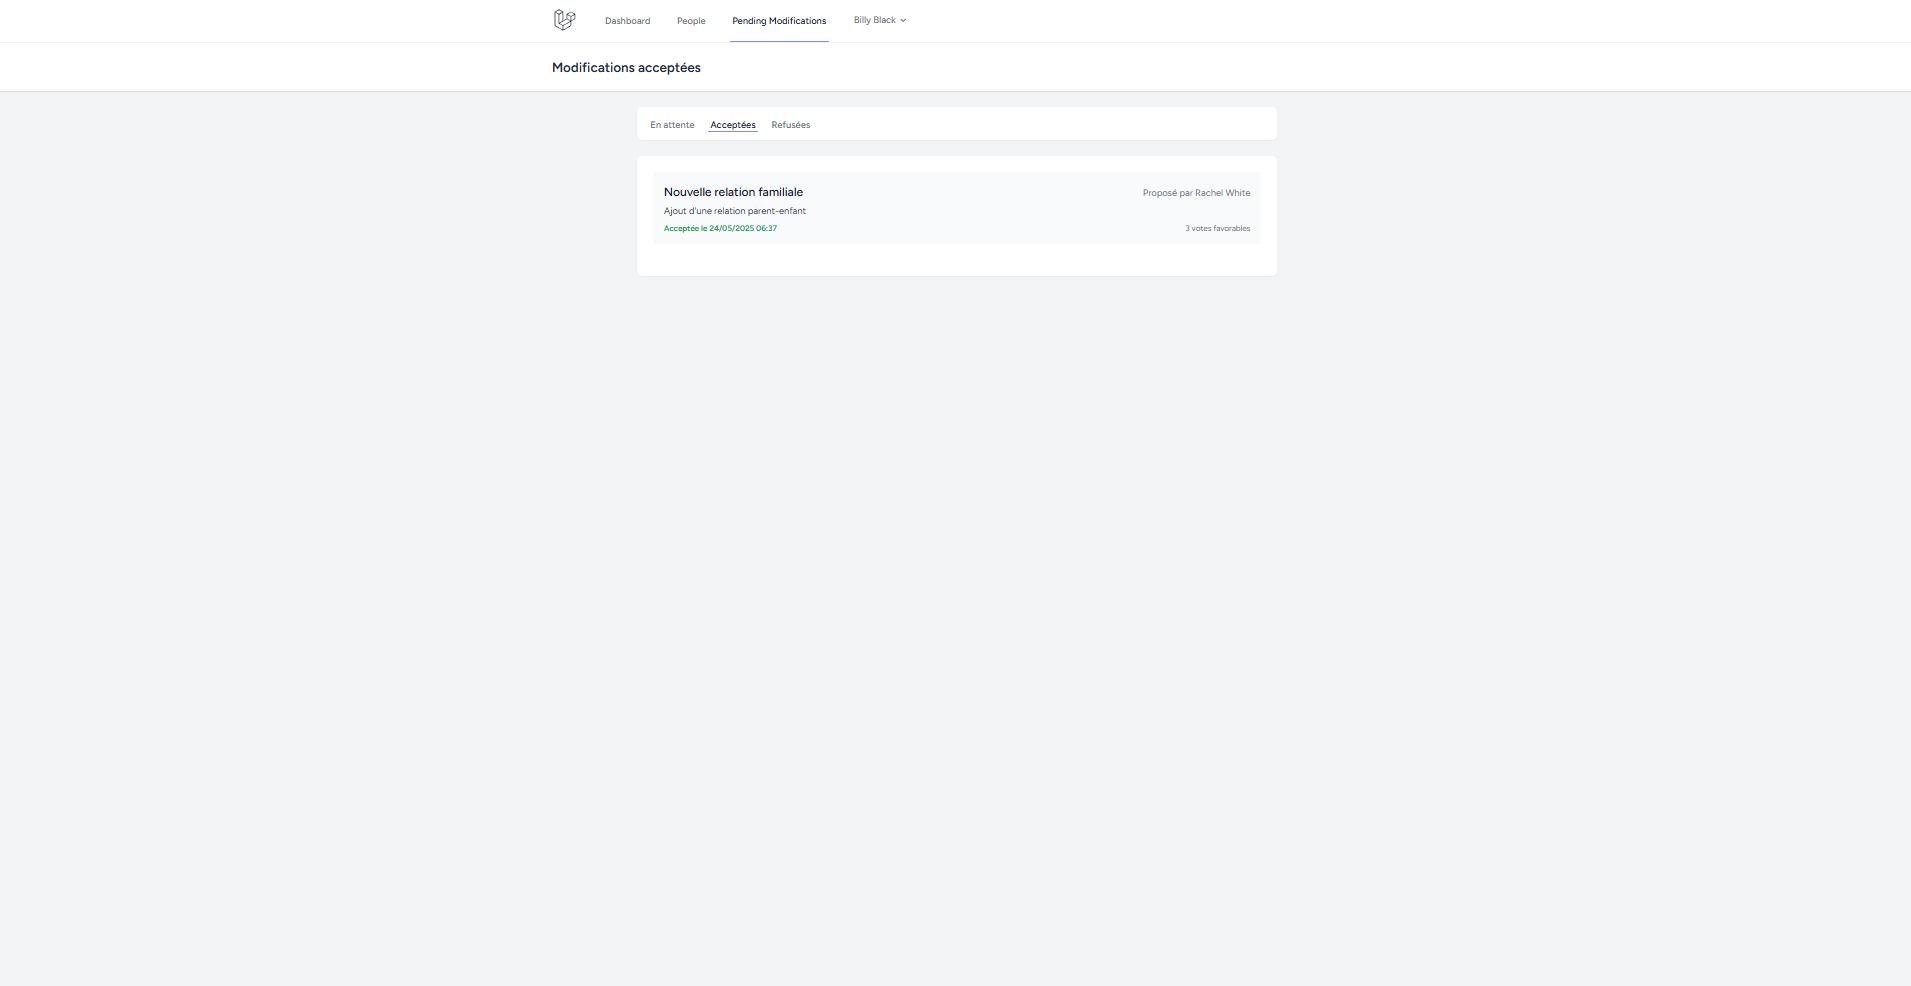 Dashboard People Pending Modifications Billy Black
Modifications acceptées
En attente Acceptées Refusées
Nouvelle relation familiale Proposé par Rachel White
Ajout d'une relation parent-enfant
Acceptée le 24/05/2025 06:37 3 votes favorables